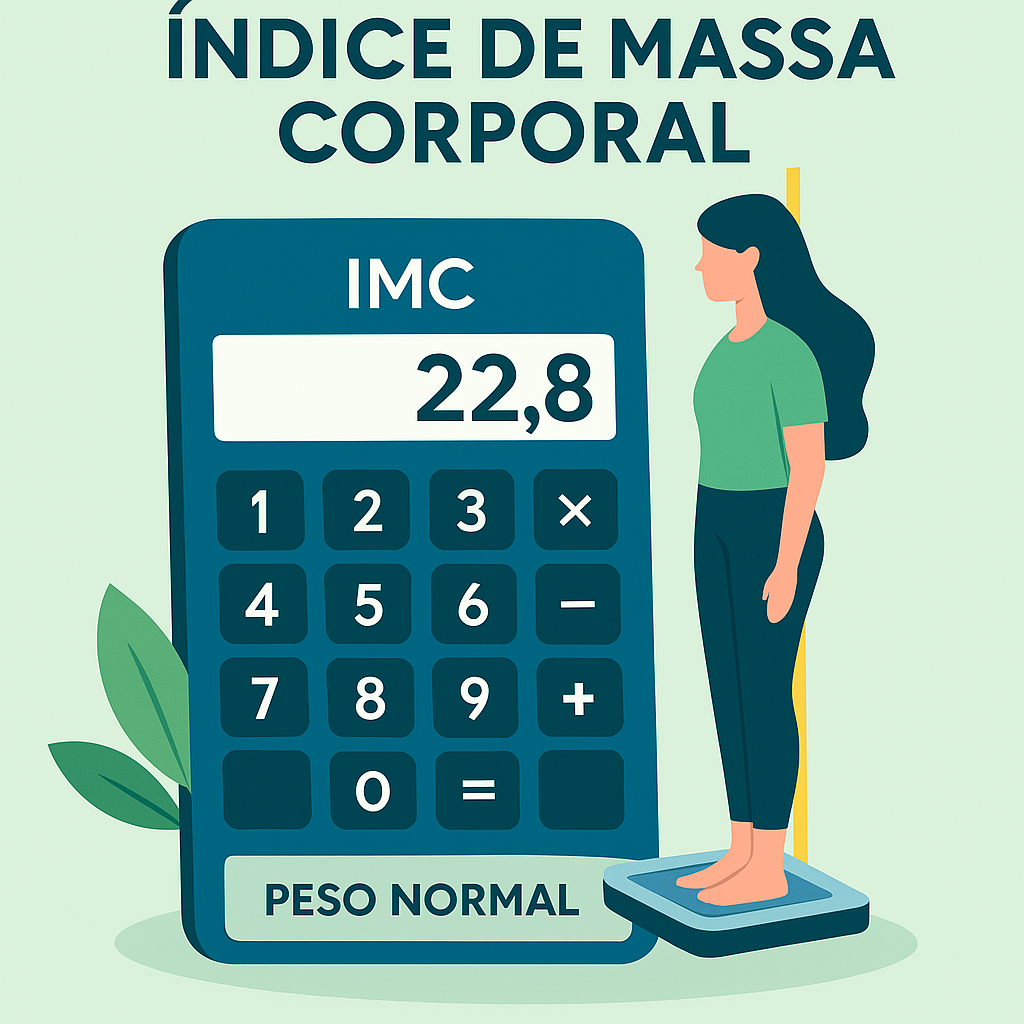 ÍNDICE DE MASSA
CORPORAL
IMC
22,8
1 2 3 ×
4 5 6 −
7 8 9 +
0 =
PESO NORMAL